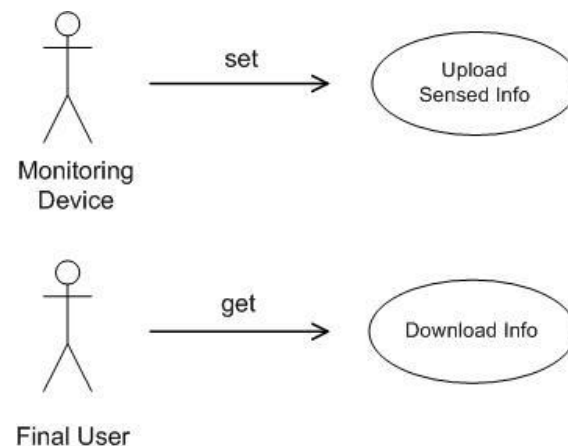 set
Upload
Sensed Info
Monitoring
Device
get
Download Info
Final User